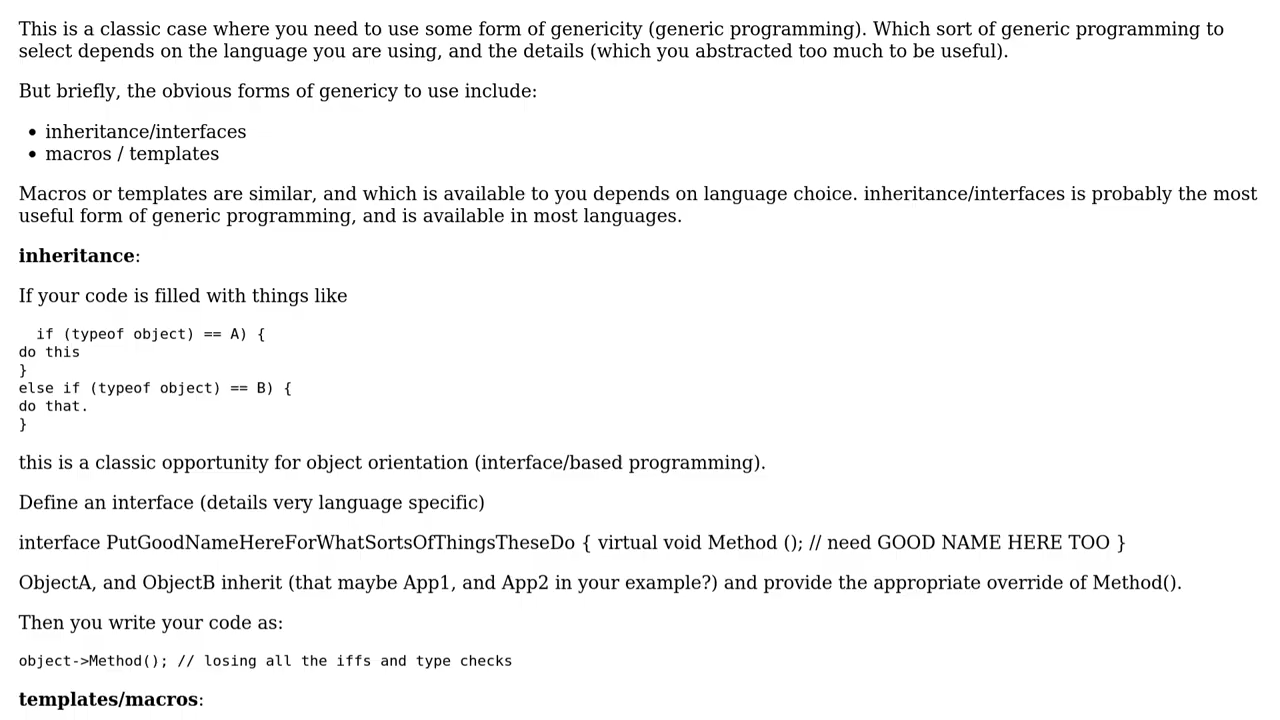 This is a classic case where you need to use some form of genericity (generic programming). Which sort of generic programming to
select depends on the language you are using, and the details (which you abstracted too much to be useful).
But briefly, the obvious forms of genericy to use include:
• inheritance/interfaces
• macros / templates
Macros or templates are similar, and which is available to you depends on language choice. inheritance/interfaces is probably the most
useful form of generic programming, and is available in most languages.
inheritance:
If your code is filled with things like
if (typeof object) == A) {
do this
}
else if (typeof object) == B) {
do that.
}
this is a classic opportunity for object orientation (interface/based programming).
Define an interface (details very language specific)
interface PutGoodNameHereForWhatSortsOfThingsTheseDo { virtual void Method (); // need GOOD NAME HERE TOO }
ObjectA, and ObjectB inherit (that maybe App1, and App2 in your example?) and provide the appropriate override of Method().
Then you write your code as:
object->Method(); // losing all the iffs and type checks
templates/macros: